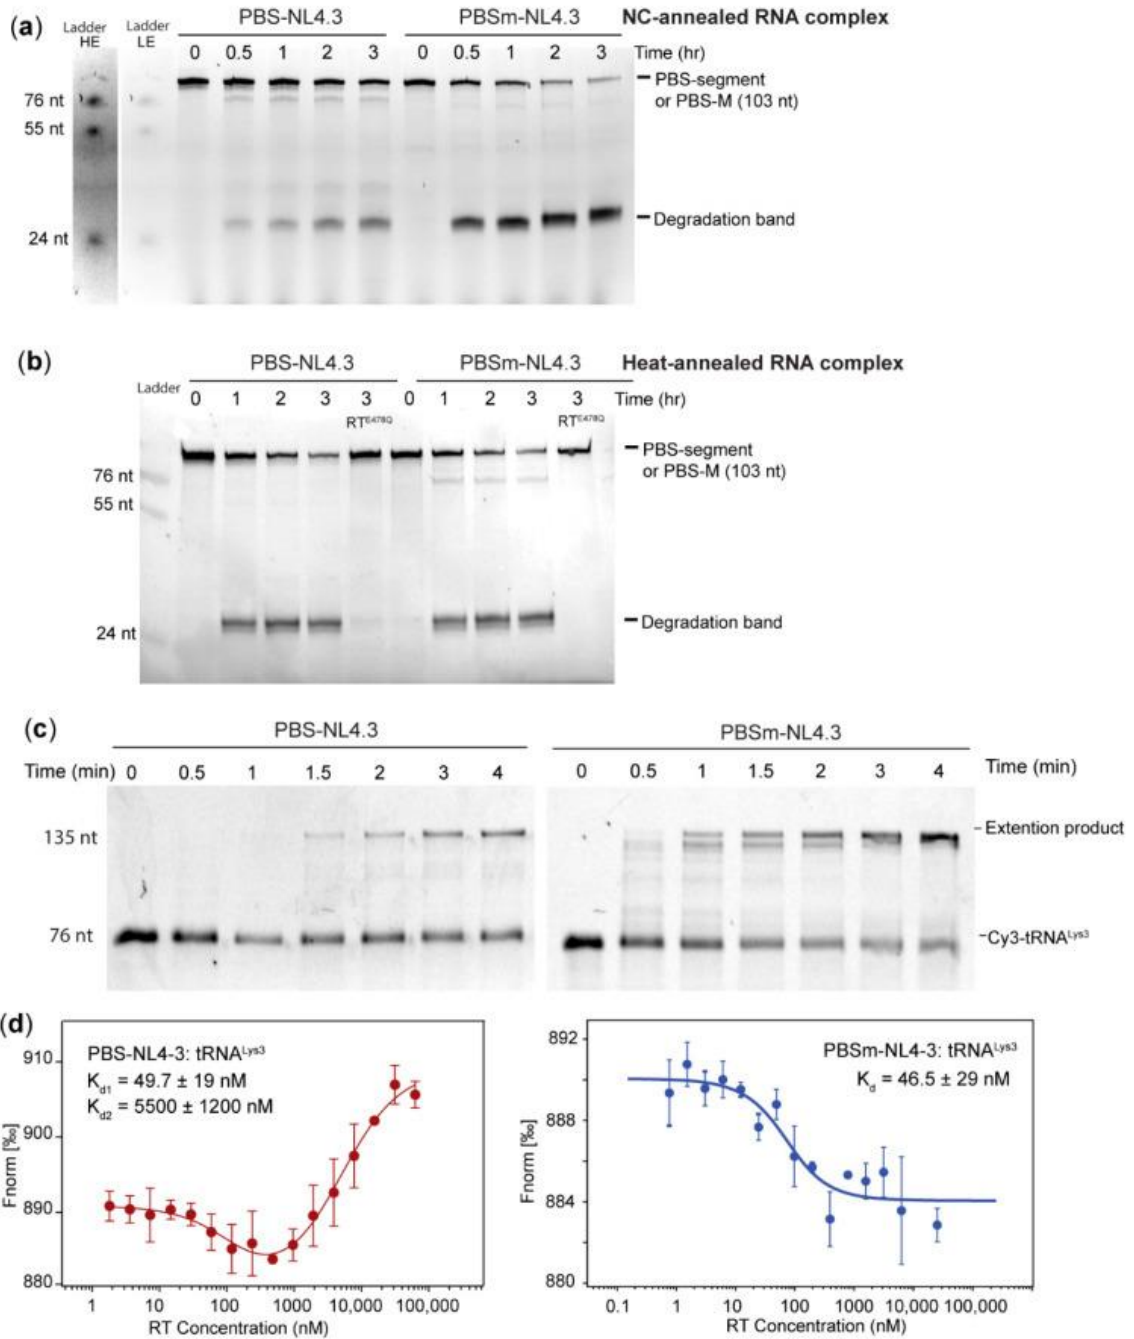 (a)
Ladder HE
Ladder LE
PBS-NL4.3 PBSm-NL4.3 NC-annealed RNA complex
0 0.5 1 2 3 0 0.5 1 2 3 Time (hr)
76 nt
55 nt
24 nt
PBS-segment
or PBS-M (103 nt)
Degradation band
(b)
PBS-NL4.3 PBSm-NL4.3 Heat-annealed RNA complex
Ladder
0 1 2 3 3 0 1 2 3 3 Time (hr)
RTE478Q RTE478Q
76 nt
55 nt
24 nt
PBS-segment
or PBS-M (103 nt)
Degradation band
(c)
PBS-NL4.3 PBSm-NL4.3
Time (min) 0 0.5 1 1.5 2 3 4 0 0.5 1 1.5 2 3 4 Time (min)
135 nt
76 nt
Extention product
Cy3-tRNALys3
(d)
PBS-NL4-3: tRNALys3
Kd1 = 49.7 ± 19 nM
Kd2 = 5500 ± 1200 nM
910
900
890
880
Fnorm [‰]
1 10 100 1000 10,000 100,000
RT Concentration (nM)
PBSm-NL4-3: tRNALys3
Kd = 46.5 ± 29 nM
892
888
884
880
Fnorm [‰]
0.1 1 10 100 1000 10,000 100,000
RT Concentration (nM)